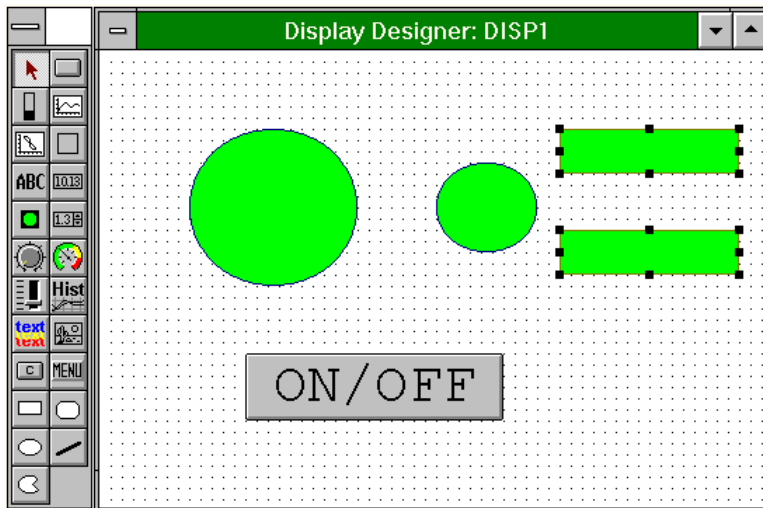 Display Designer: DISP1
ABC
10.13
1.3
Hist
text
text
C
MENU
ON/OFF